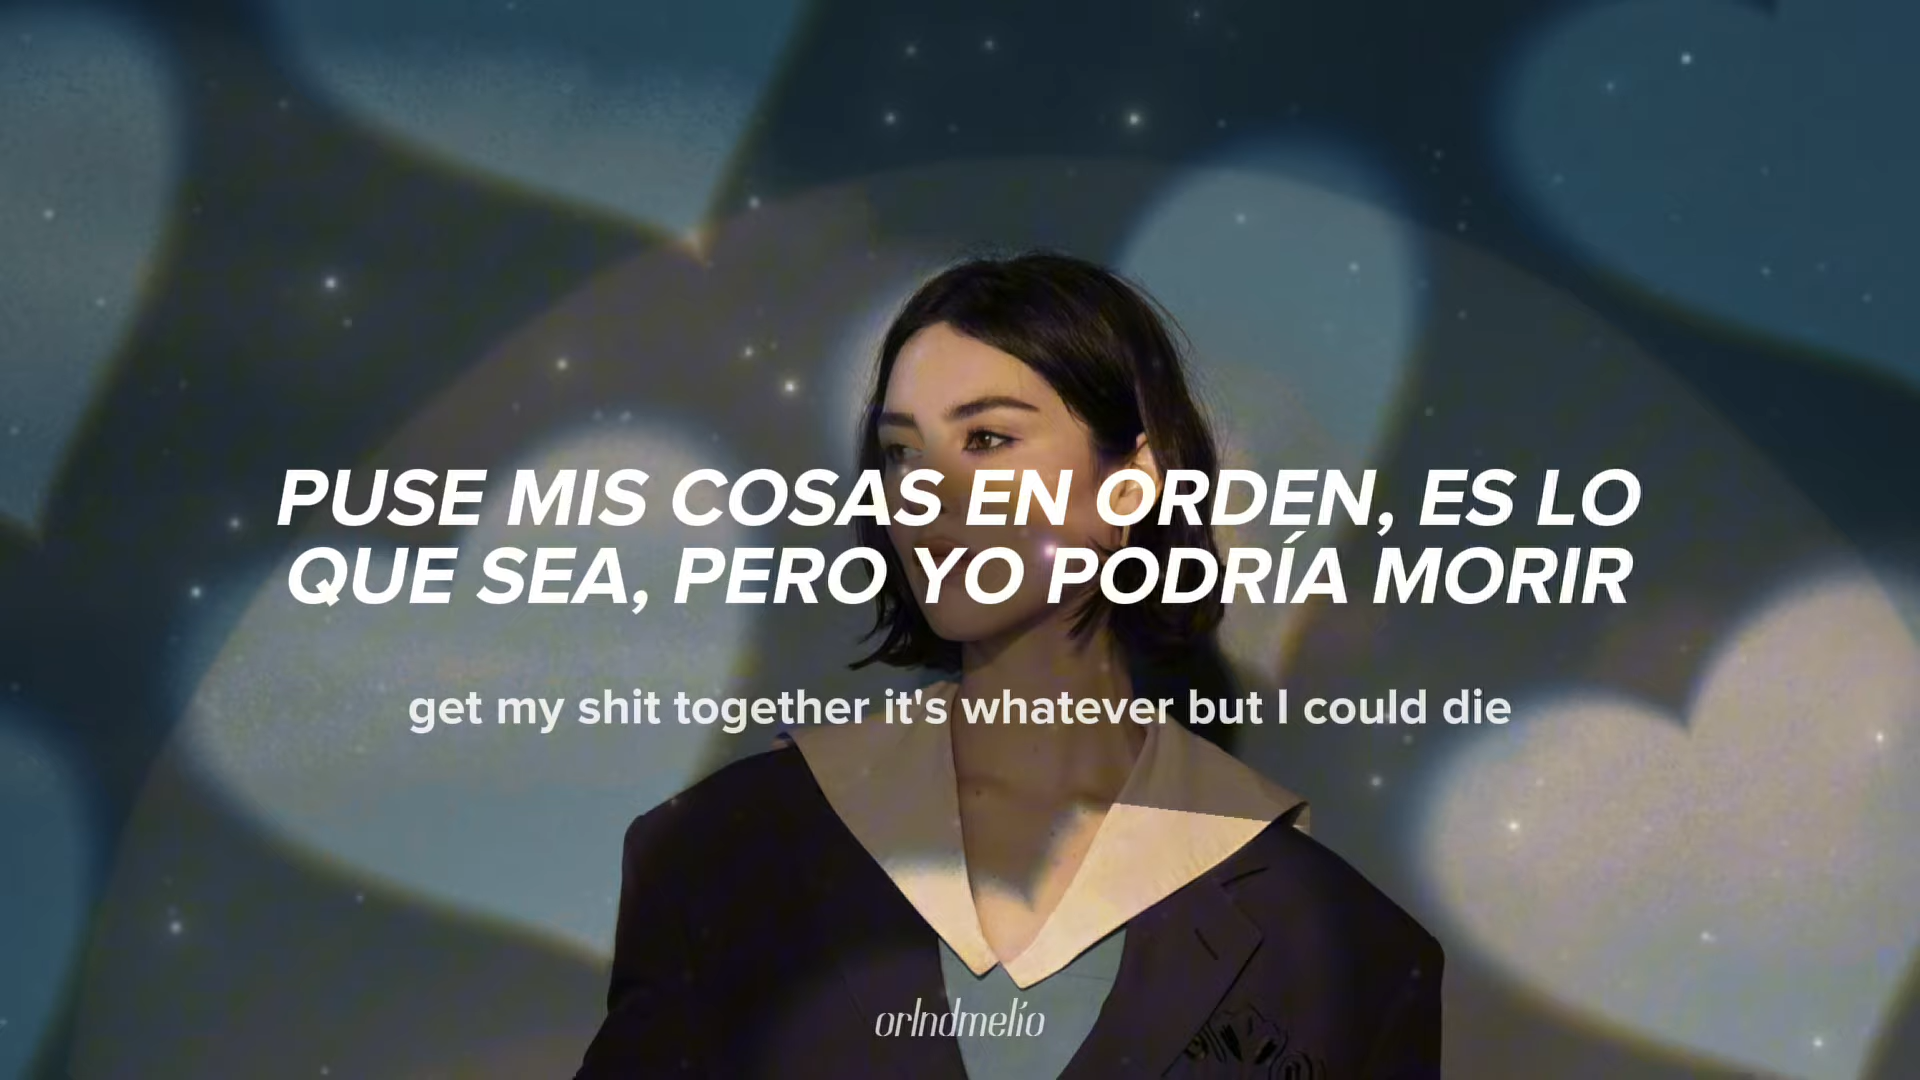 PUSE MIS COSAS EN ORDEN, ES LO
QUE SEA, PERO YO PODRÍA MORIR
get my shit together it's whatever but I could die
orlndmelío